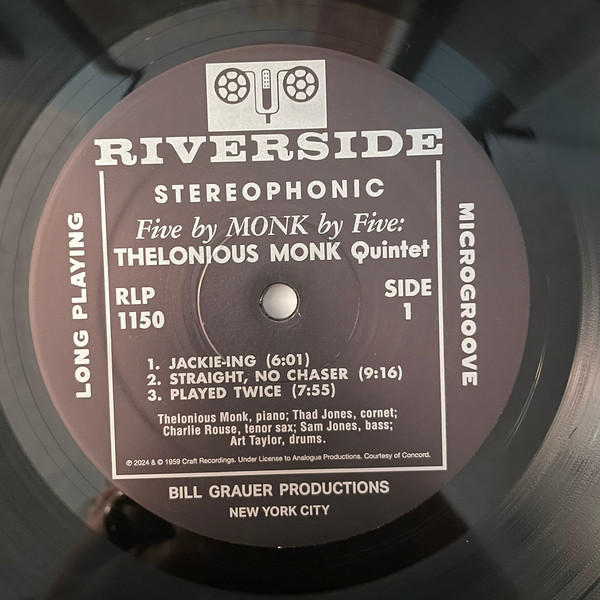 RIVERSIDE
STEREOPHONIC
Five by MONK by Five:
THELONIOUS MONK Quintet
LONG PLAYING
MICROGROOVE
RLP
1150
SIDE
1
1. JACKIE-ING (6:01)
2. STRAIGHT, NO CHASER (9:16)
3. PLAYED TWICE (7:55)
Thelonious Monk, piano; Thad Jones, cornet;
Charlie Rouse, tenor sax; Sam Jones, bass;
Art Taylor, drums.
℗ 2024 & © 1959 Craft Recordings. Under License to Analogue Productions. Courtesy of Concord.
BILL GRAUER PRODUCTIONS
NEW YORK CITY